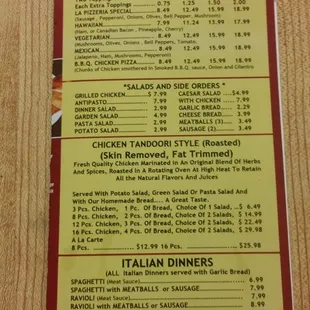 Each Extra Toppings 0.75 1.25 1.50 2.00
LA PIZZERIA SPECIAL 8.49 12.49 15.99 18.99
(Sausage, Pepperoni, Onions, Olives, Bell Pepper, Mushroom)
HAWAIIAN 7.99 11.24 13.99 17.99
(Ham, or Canadian Bacon, Pineapple, Cherry)
VEGETARIAN 8.49 12.49 15.99 18.99
(Mushrooms, Olives, Onions, Bell Peppers, Tomato,
MEXICAN 8.49 12.49 15.99 18.99
(Jalapeno, Ham, Mushrooms, Pepperoni)
B.B.Q. CHICKEN PIZZA 8.49 12.49 15.99 18.99
(Chunks of Chicken smothered in Smoked B.B.Q. sauce, Onion and Cilantro
*SALADS AND SIDE ORDERS *
GRILLED CHICKEN $ 7.99 CAESAR SALAD $4.99
ANTIPASTO 7.99 WITH CHICKEN 7.99
DINNER SALAD 2.99 GARLIC BREAD 2.29
GARDEN SALAD 4.99 CHEESE BREAD 3.99
PASTA SALAD 2.99 MEATBALLS (3) 3.49
POTATO SALAD 2.99 SAUSAGE (2) 3.49
CHICKEN TANDOORI STYLE (Roasted)
(Skin Removed, Fat Trimmed)
Fresh Quality Chicken Marinated in An Original Blend Of Herbs
And Spices, Roasted in a Rotating Oven At High Heat To Retain
All the Natural Flavors And Juices
Served With Potato Salad, Green Salad Or Pasta Salad And
With Our Homemade Bread.... A Great Taste.
3 Pcs. Chicken, 1 Pc. Of Bread, Choice Of 1 Salad, $ 6.49
8 Pcs. Chicken, 2 Pcs. Of Bread, Choice Of 2 Salads, $ 14.99
12 Pcs. Chicken, 3 Pcs. Of Bread, Choice Of 2 Salads, $ 22.49
16 Pcs. Chicken, 4 Pcs. Of Bread, Choice Of 2 Salads, $ 29.98
A La Carte
8 Pcs. $12.99 16 Pcs. $25.98
ITALIAN DINNERS
(ALL Italian Dinners served with Garlic Bread)
SPAGHETTI (Meat Sauce) 6.99
SPAGHETTI with MEATBALLS or SAUSAGE 7.99
RAVIOLI (Meat Sauce) 7.99
RAVIOLI with MEATBALLS or SAUSAGE 8.99